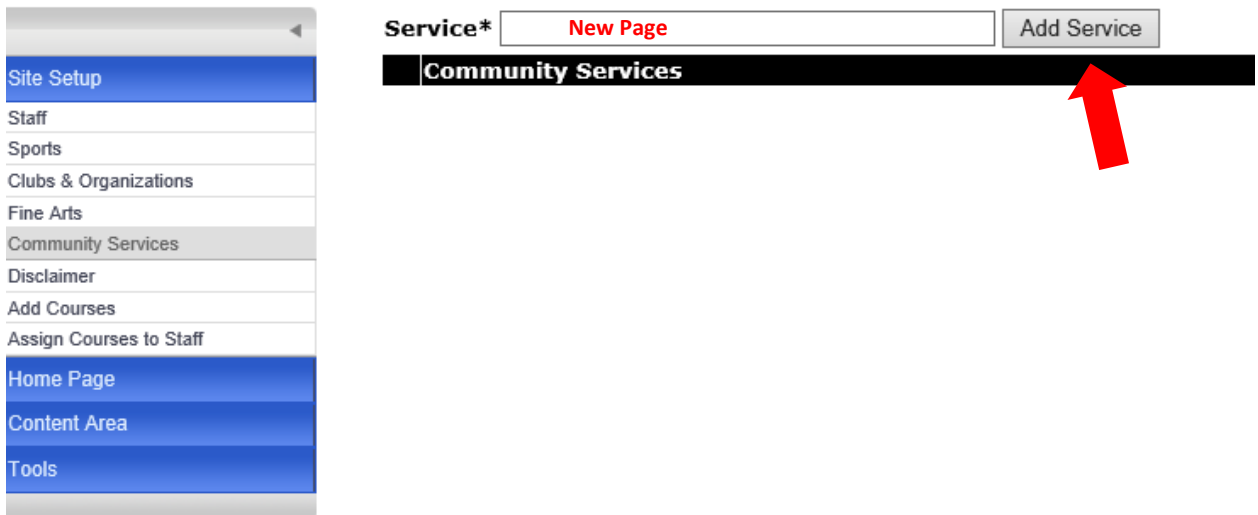 Service* New Page Add Service
Community Services
Site Setup
Staff
Sports
Clubs & Organizations
Fine Arts
Community Services
Disclaimer
Add Courses
Assign Courses to Staff
Home Page
Content Area
Tools